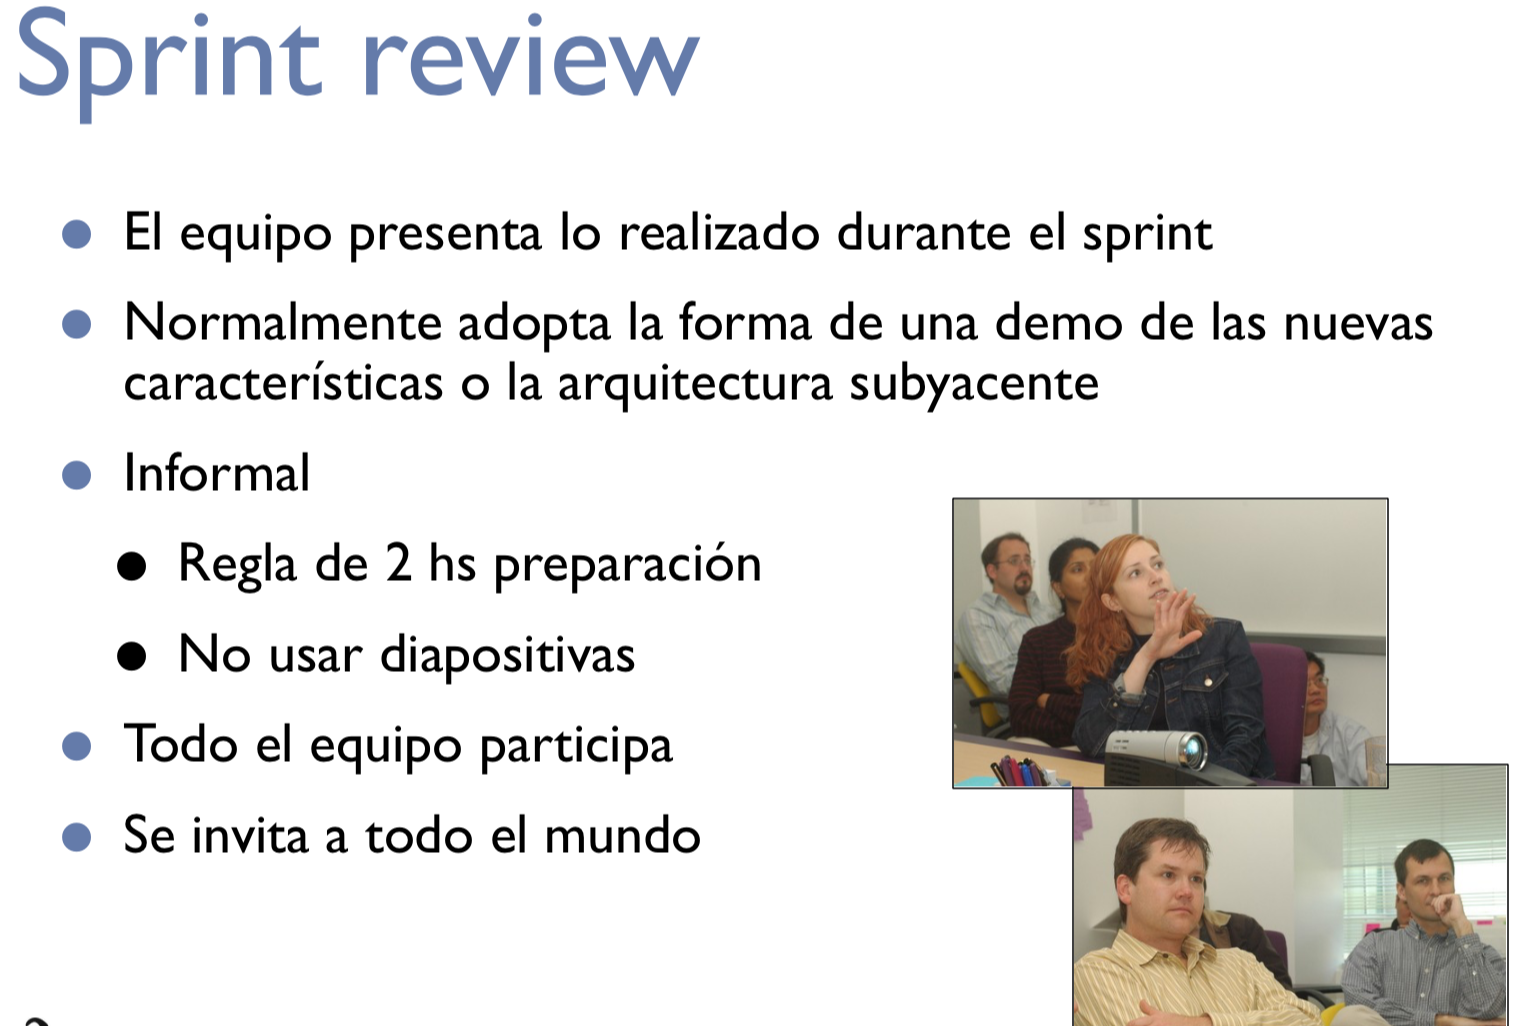 Sprint review
El equipo presenta lo realizado durante el sprint
Normalmente adopta la forma de una demo de las nuevas
características o la arquitectura subyacente
Informal
Regla de 2 hs preparación
No usar diapositivas
Todo el equipo participa
Se invita a todo el mundo